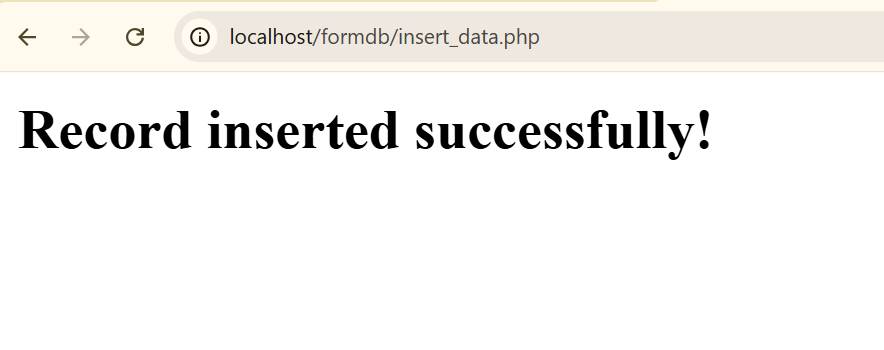 localhost/formdb/insert_data.php
Record inserted successfully!